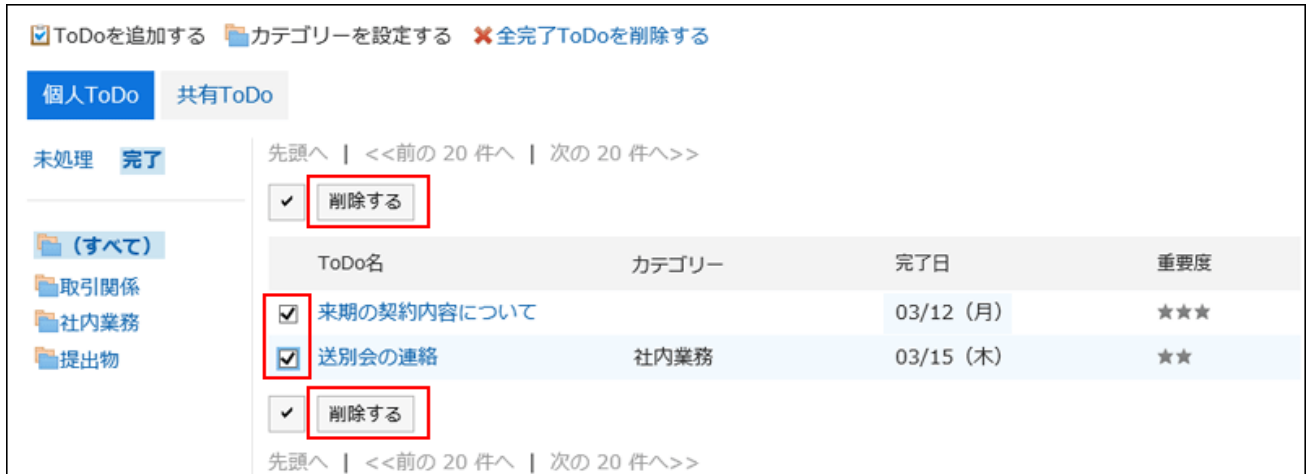 ToDoを追加する カテゴリーを設定する 全完了ToDoを削除する
個人ToDo 共有ToDo
未処理 完了
(すべて)
取引関係
社内業務
提出物
先頭へ | <<前の 20 件へ | 次の 20 件へ>>
削除する
ToDo名 カテゴリー 完了日 重要度
来期の契約内容について 03/12 (月) ★★★
送別会の連絡 社内業務 03/15 (木) ★★
削除する
先頭へ | <<前の 20 件へ | 次の 20 件へ>>